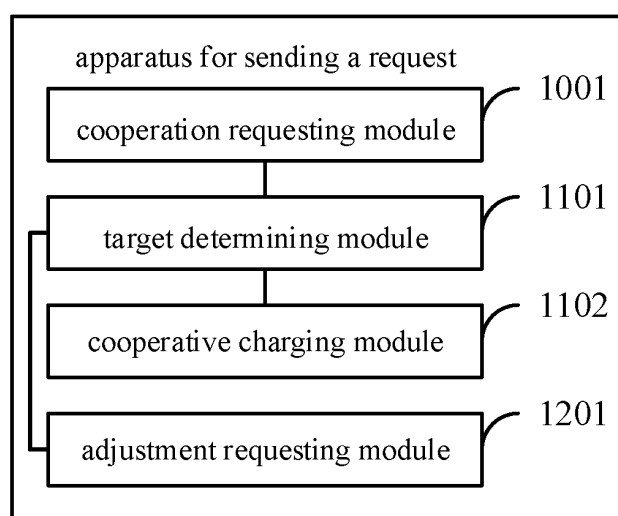 apparatus for sending a request
1001
cooperation requesting module
1101
target determining module
1102
cooperative charging module
1201
adjustment requesting module